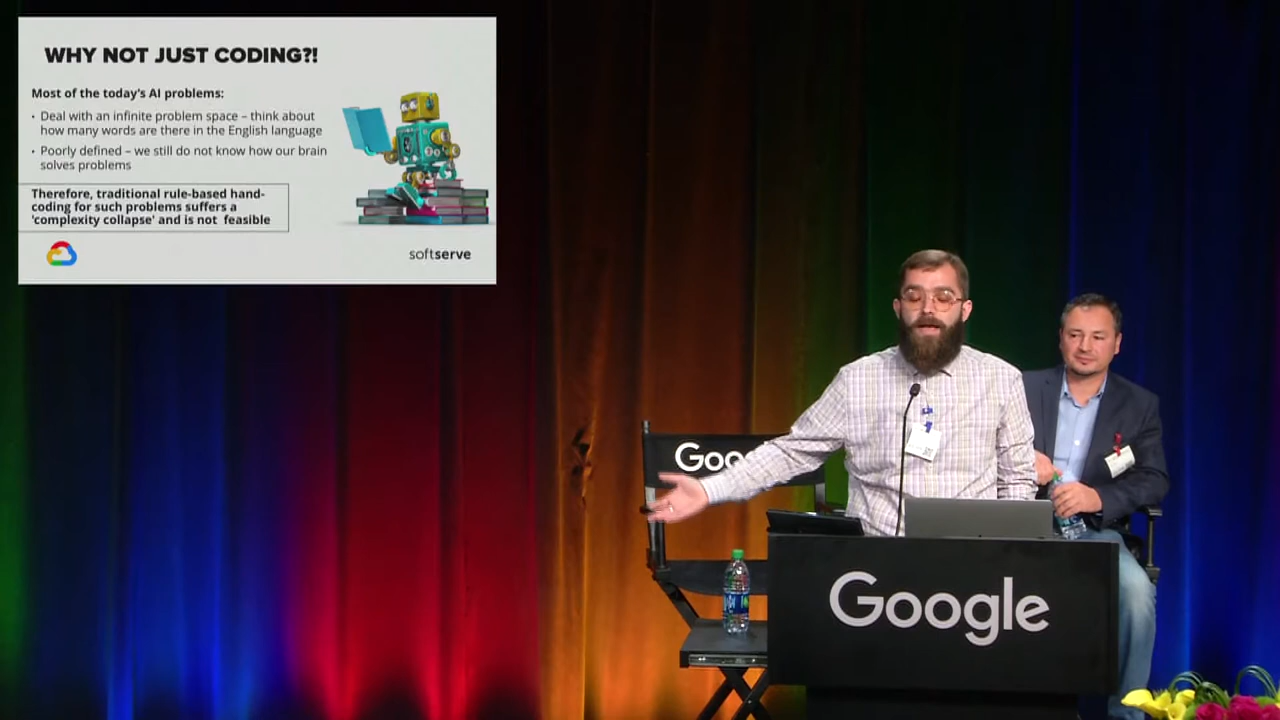 WHY NOT JUST CODING?!
Most of the today's AI problems:
• Deal with an infinite problem space – think about
how many words are there in the English language
• Poorly defined – we still do not know how our brain
solves problems
Therefore, traditional rule-based hand-
coding for such problems suffers a
'complexity collapse' and is not feasible
softserve
Google